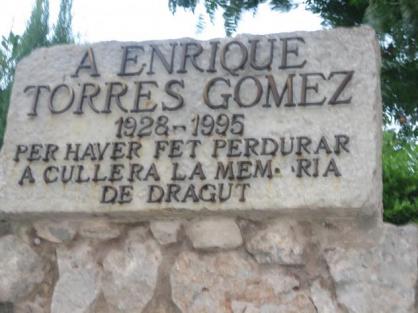 A ENRIQUE
TORRES GOMEZ
1928-1995
PER HAVER FET PERDURAR
A CULLERA LA MEM RIA
DE DRAGUT